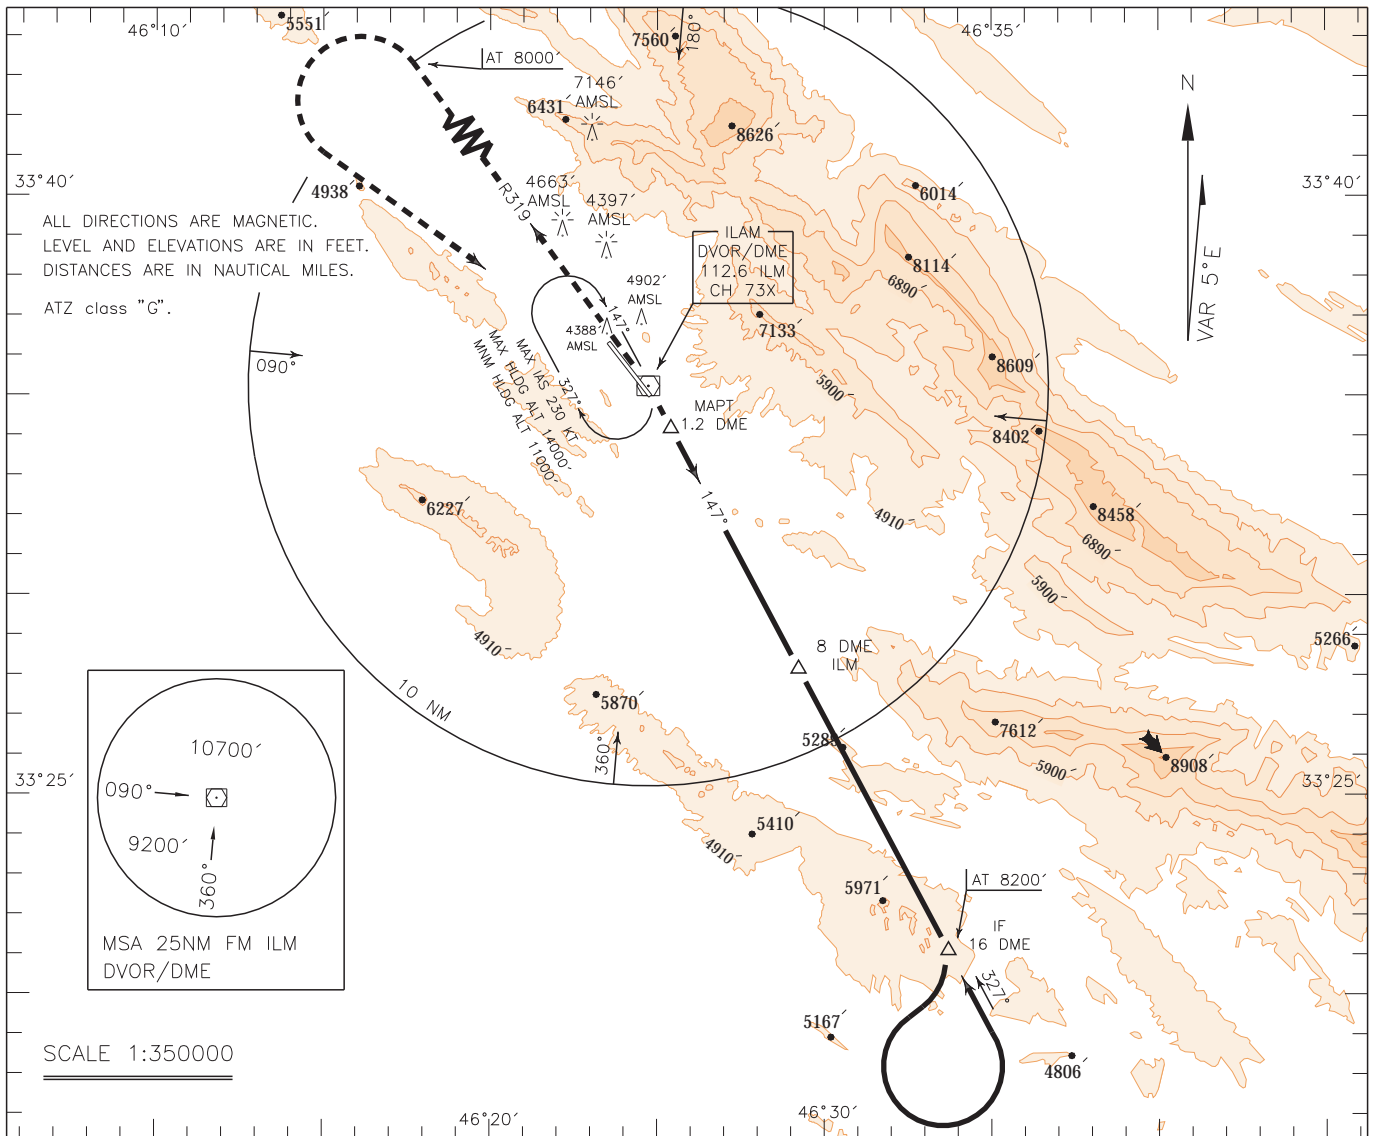 46°10′
5551′
AT 8000′
7560′
180°
46°35′
N
7146′
AMSL
6431′
8626′
33°40′
4938′
R319
4663′
AMSL
4397′
AMSL
6014′
33°40′
ALL DIRECTIONS ARE MAGNETIC.
LEVEL AND ELEVATIONS ARE IN FEET.
DISTANCES ARE IN NAUTICAL MILES.
ATZ class "G".
ILAM
DVOR/DME
112.6 ILM
CH 73X
8114′
6890′
VAR 5°E
4902′
AMSL
147°
4388′
AMSL
7133′
090°
MAX IAS 230 KT
MAX HLDG ALT 14000′
MNM HLDG ALT 11000′
327°
8609′
5900′
MAPT
1.2 DME
8402′
6227′
147°
4910′
8458′
6890′
5900′
4910′
8 DME
ILM
5266′
10 NM
5870′
360°
5289′
7612′
5900′
8908′
33°25′
33°25′
10700′
090°
9200′
360°
MSA 25NM FM ILM
DVOR/DME
5410′
4910′
5971′
AT 8200′
IF
16 DME
327°
5167′
4806′
SCALE 1:350000
46°20′
46°30′